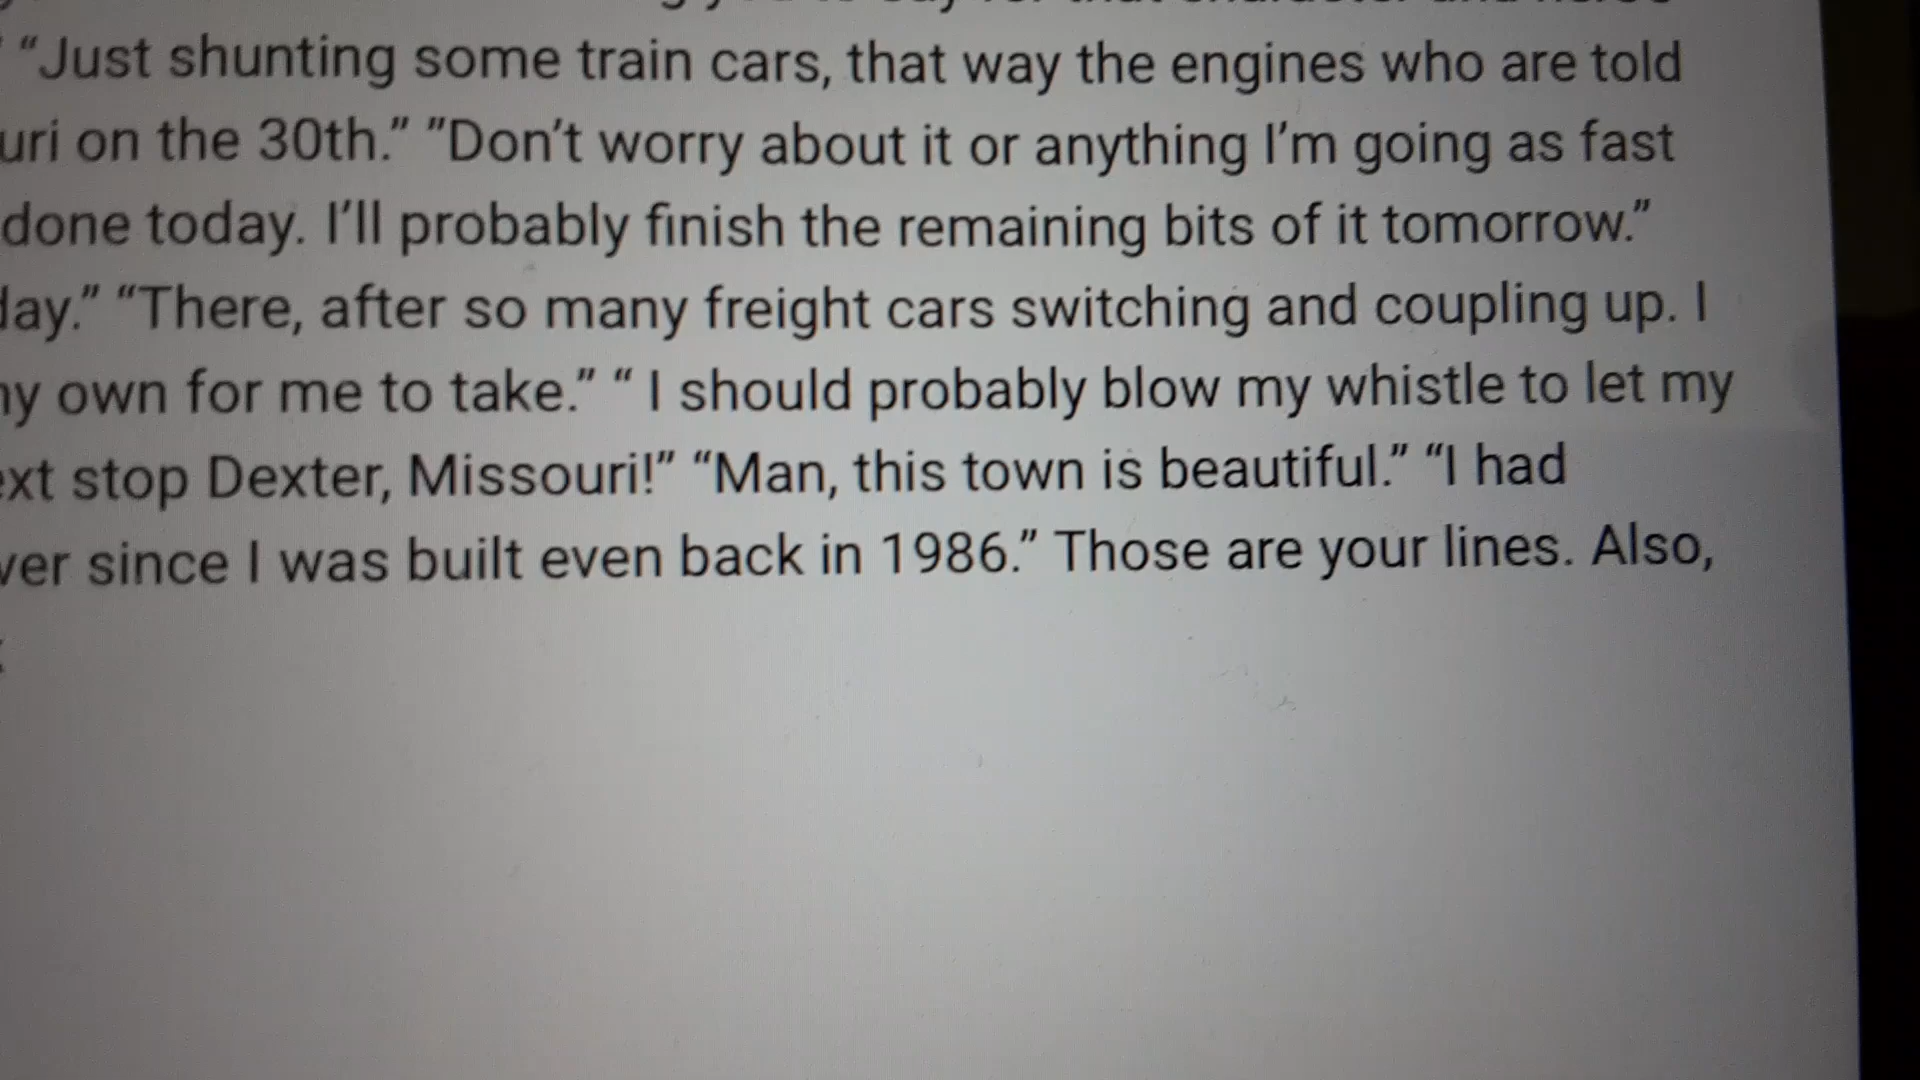 “Just shunting some train cars, that way the engines who are told
on the 30th.” ”Don’t worry about it or anything I’m going as fast
done today. I’ll probably finish the remaining bits of it tomorrow.”
“There, after so many freight cars switching and coupling up. I
own for me to take.” “ I should probably blow my whistle to let my
stop Dexter, Missouri!” “Man, this town is beautiful.” “I had
since I was built even back in 1986.” Those are your lines. Also,